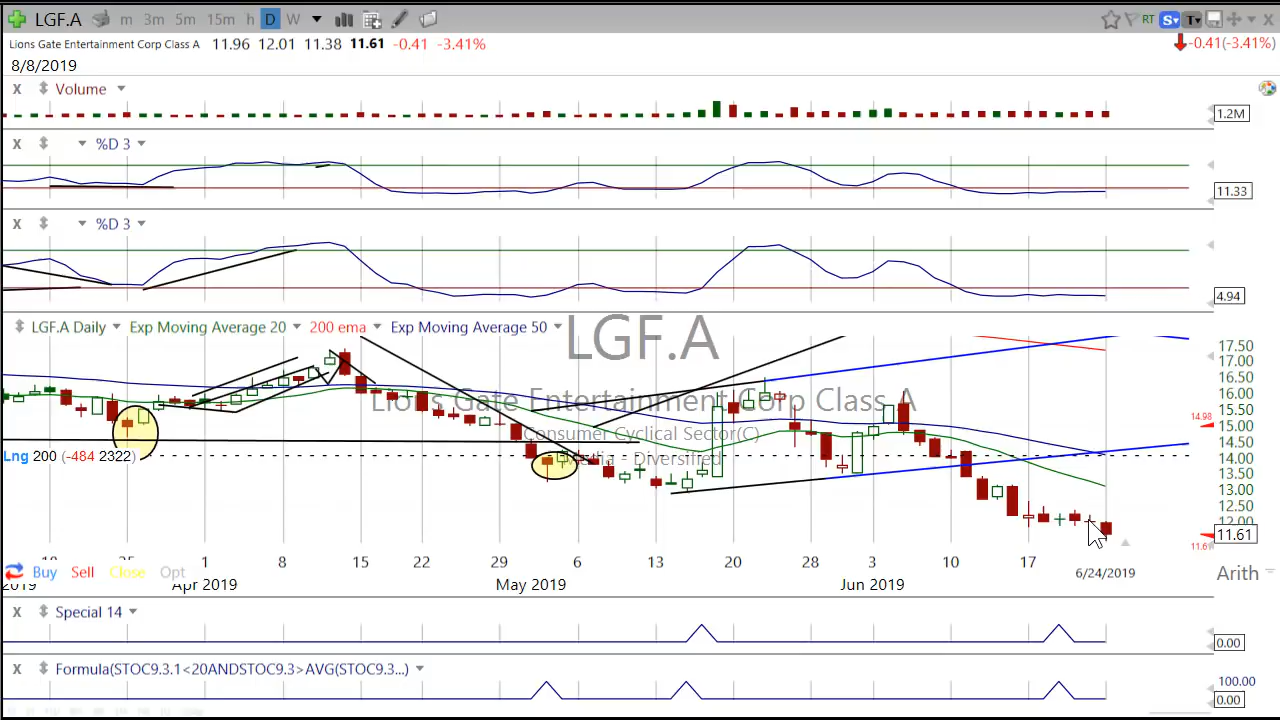 LGF.A m 3m 5m 15m h D W RT S T
Lions Gate Entertainment Corp Class A 11.96 12.01 11.38 11.61 -0.41 -3.41% -0.41(-3.41%)
8/8/2019
X Volume
1.2M
X %D 3
11.33
X %D 3
4.94
LGF.A Daily Exp Moving Average 20 200 ema Exp Moving Average 50
LGF.A
Lions Gate Entertainment Corp Class A
Consumer Cyclical Sector(C)
Media - Diversified
Lng 200 (-484 2322)
17.50
17.00
16.50
16.00
15.50
14.98 15.00
14.50
14.00
13.50
13.00
12.50
12.00
11.61
25 1 8 15 22 29 6 13 20 28 3 10 17 6/24/2019
Buy Sell Close Opt
2019 Apr 2019 May 2019 Jun 2019
Arith
X Special 14
0.00
X Formula(STOC9.3.1<20ANDSTOC9.3>AVG(STOC9.3...)
100.00
0.00